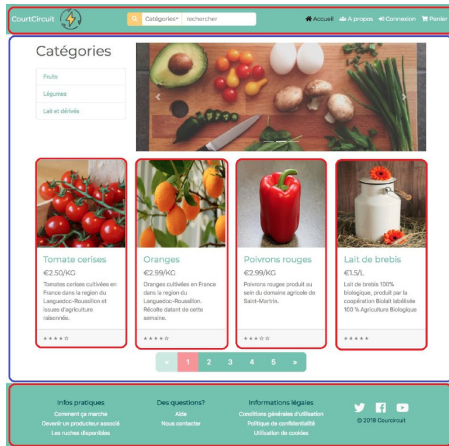 CourtCircuit
Catégories
rechercher
Accueil
A propos
Connexion
Panier
Catégories
Fruits
Légumes
Lait et dérivés
Tomate cerises
€2.50/KG
Tomates cerises cultivées en
France dans la region du
Languedoc-Roussillon et
issues d'agriculture
raisonnée.
★★★★☆
Oranges
€2.99/KG
Oranges cultivées en France
dans la region du
Languedoc-Roussillon.
Récolte datant de cette
semaine.
★★★★☆
Poivrons rouges
€2,99/KG
Poivrons rouges produit au
sein du domaine agricole de
Saint-Martin.
★★★★☆
Lait de brebis
€1.5/L
Lait de brebis 100%
biologique, produit par la
coopération Biolait labélisée
100 % Agriculture Biologique
★★★★★
« 1 2 3 4 5 »
Infos pratiques
Comment ça marche
Devenir un producteur associé
Les ruches disponibles
Des questions?
Aide
Nous contacter
Informations légales
Conditions générales d'utilisation
Politique de confidentialité
Utilisation de cookies
© 2018 Courcircuit